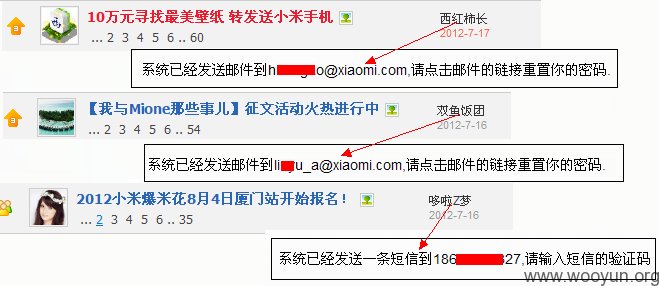 10万元寻找最美壁纸 转发送小米手机
西红柿长
... 2 3 4 5 6 .. 60
2012-7-17
系统已经发送邮件到h o@xiaomi.com,请点击邮件的链接重置你的密码.
【我与Mione那些事儿】征文活动火热进行中
双鱼饭团
... 2 3 4 5 6 .. 54
2012-7-16
系统已经发送邮件到li u_a@xiaomi.com,请点击邮件的链接重置你的密码.
2012小米爆米花8月4日厦门站开始报名！
哆啦Z梦
... 2 3 4 5 6 .. 35
2012-7-16
系统已经发送一条短信到186 827,请输入短信的验证码
www.wooyun.org